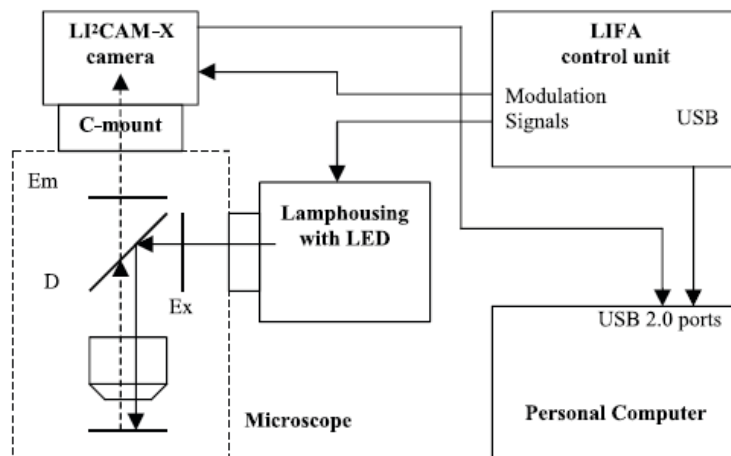 LI²CAM-X
camera
C-mount
LIFA
control unit
Modulation
Signals
USB
Em
D
Ex
Lamphousing
with LED
Microscope
USB 2.0 ports
Personal Computer